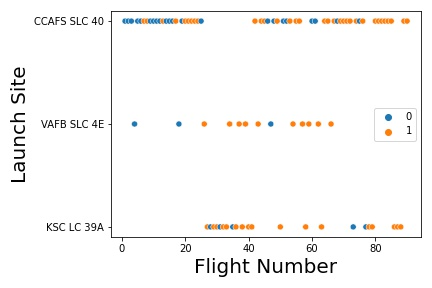 CCAFS SLC 40
VAFB SLC 4E
KSC LC 39A
Launch Site
0
1
0 20 40 60 80
Flight Number